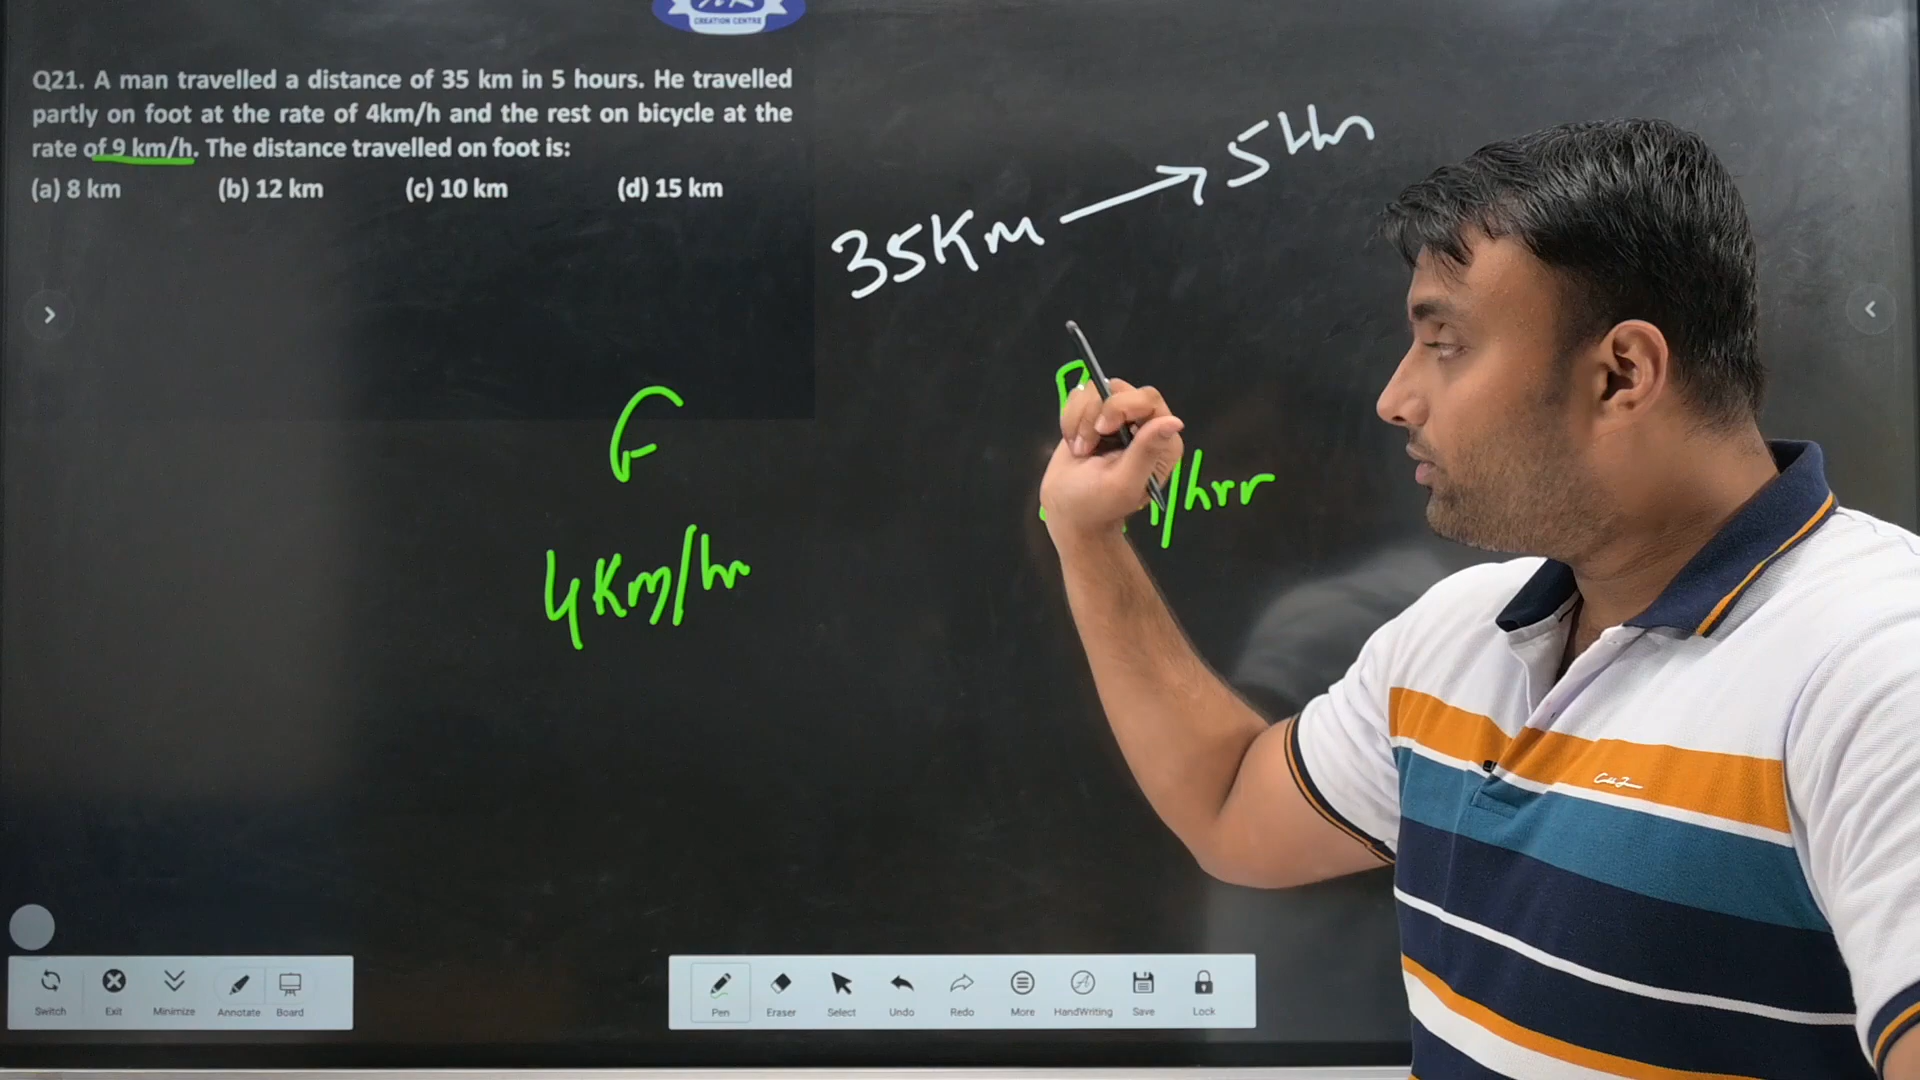 CREATION CENTRE
Q21. A man travelled a distance of 35 km in 5 hours. He travelled
partly on foot at the rate of 4km/h and the rest on bicycle at the
rate of 9 km/h. The distance travelled on foot is:
(a) 8 km (b) 12 km (c) 10 km (d) 15 km
35Km → 5Hr
F
4Km/hr
/hrr
Switch Exit Minimize Annotate Board
Pen Eraser Select Undo Redo More HandWriting Save Lock